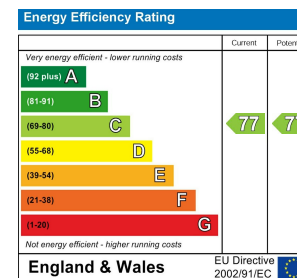 Energy Efficiency Rating
Current
Very energy efficient - lower running costs
(92 plus) A
(81-91) B
(69-80) C
77
(55-68) D
(39-54) E
(21-38) F
(1-20) G
Not energy efficient - higher running costs
England & Wales
EU Directive
2002/91/EC